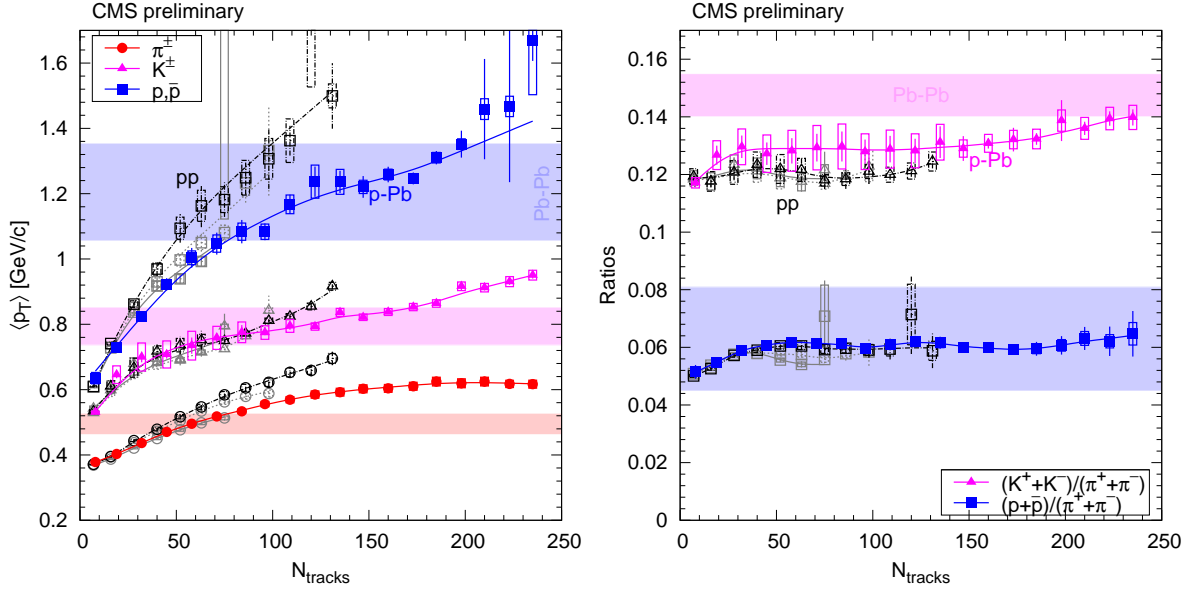 CMS preliminary
π±
K±
p,p̄
pp
p-Pb
Pb-Pb
⟨pT⟩ [GeV/c]
1.6
1.4
1.2
1
0.8
0.6
0.4
0.2
0 50 100 150 200 250
Ntracks
CMS preliminary
Pb-Pb
p-Pb
pp
Ratios
0.16
0.14
0.12
0.1
0.08
0.06
0.04
0.02
0
(K⁺+K⁻)/(π⁺+π⁻)
(p+p̄)/(π⁺+π⁻)
0 50 100 150 200 250
Ntracks